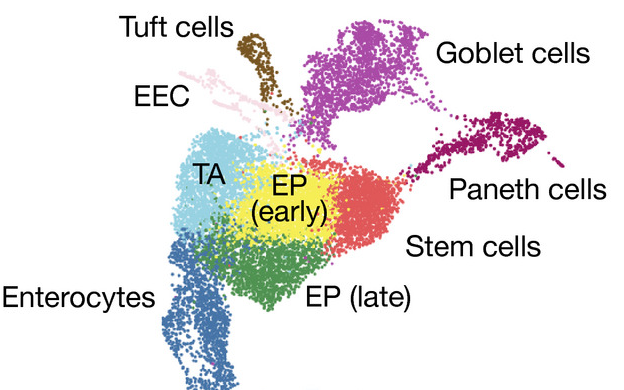 Tuft cells
Goblet cells
EEC
TA
EP
(early)
Paneth cells
Stem cells
Enterocytes
EP (late)